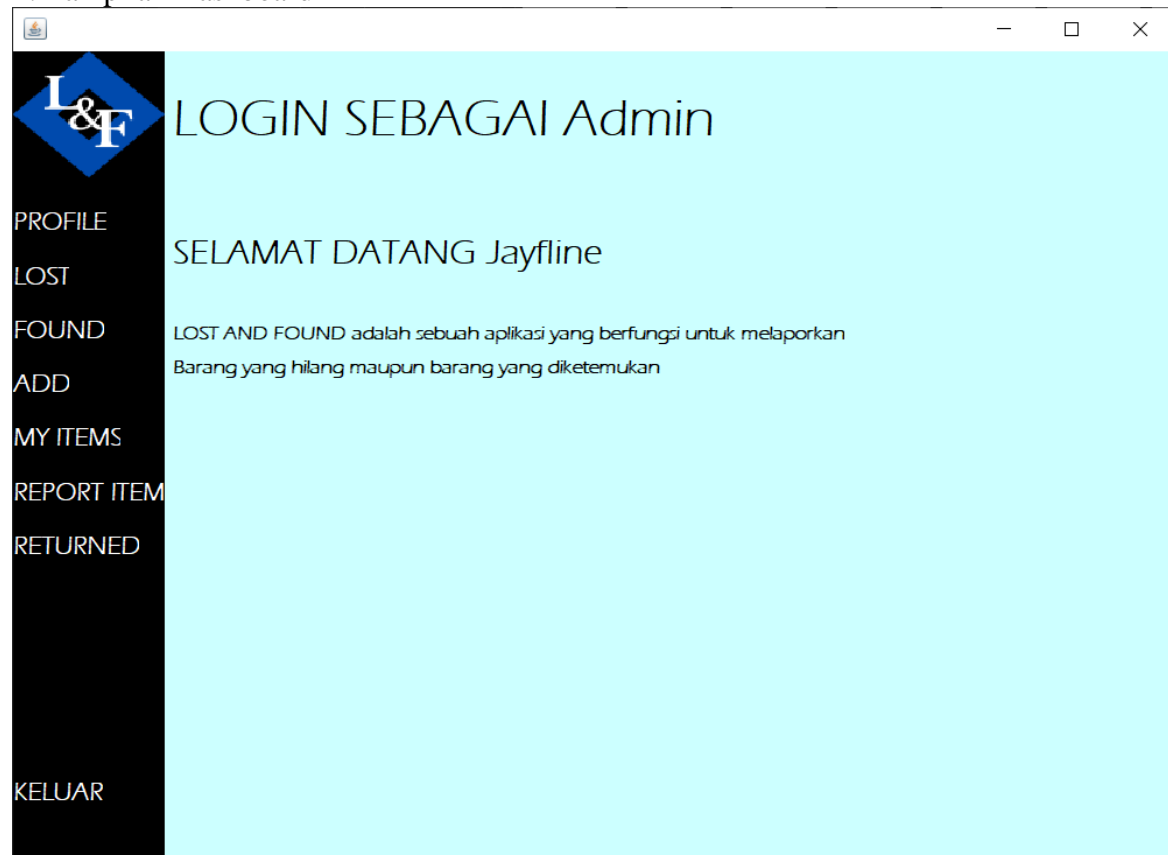 L&F
LOGIN SEBAGAI Admin
PROFILE
LOST
FOUND
ADD
MY ITEMS
REPORT ITEM
RETURNED
KELUAR
SELAMAT DATANG Jayfline
LOST AND FOUND adalah sebuah aplikasi yang berfungsi untuk melaporkan
Barang yang hilang maupun barang yang diketemukan